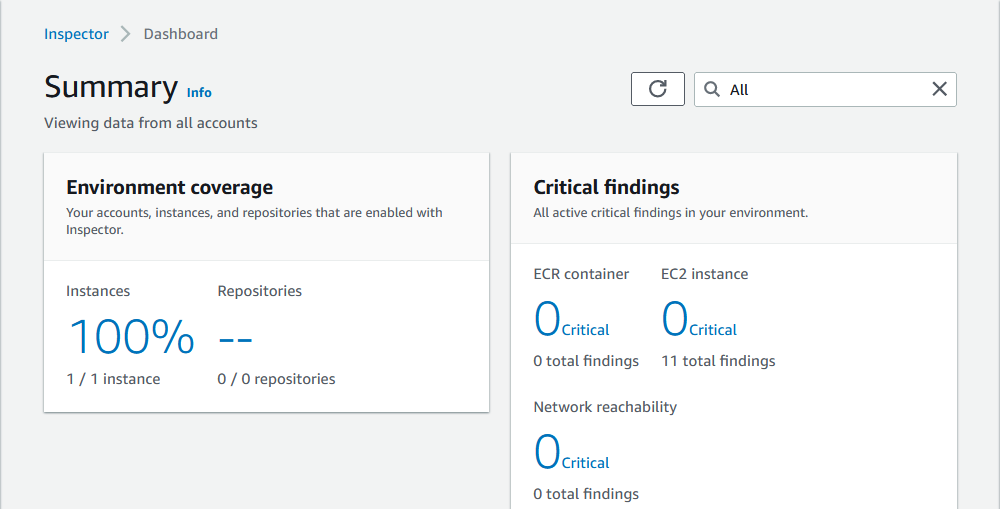 Inspector > Dashboard
Summary Info
All
Viewing data from all accounts
Environment coverage
Your accounts, instances, and repositories that are enabled with
Inspector.
Instances Repositories
100% --
1 / 1 instance 0 / 0 repositories
Critical findings
All active critical findings in your environment.
ECR container EC2 instance
0 Critical 0 Critical
0 total findings 11 total findings
Network reachability
0 Critical
0 total findings